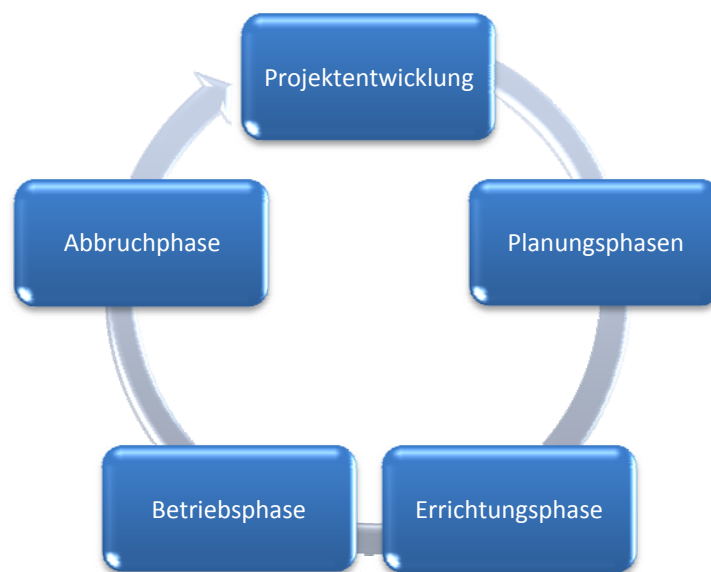 Projektentwicklung
Planungsphasen
Errichtungsphase
Betriebsphase
Abbruchphase